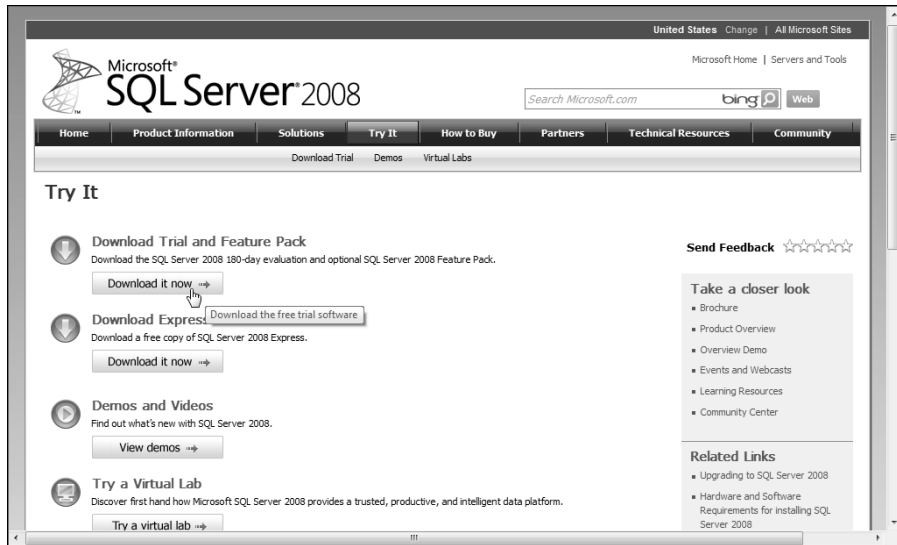 United States Change | All Microsoft Sites
Microsoft Home | Servers and Tools
Microsoft®
SQL Server® 2008
TM
Search Microsoft.com
bing
Web
Home Product Information Solutions Try It How to Buy Partners Technical Resources Community
Download Trial Demos Virtual Labs
Try It
Download Trial and Feature Pack
Download the SQL Server 2008 180-day evaluation and optional SQL Server 2008 Feature Pack.
Download it now
Download the free trial software
Download Express
Download a free copy of SQL Server 2008 Express.
Download it now
Demos and Videos
Find out what's new with SQL Server 2008.
View demos
Try a Virtual Lab
Discover first hand how Microsoft SQL Server 2008 provides a trusted, productive, and intelligent data platform.
Try a virtual lab
Send Feedback
Take a closer look
Brochure
Product Overview
Overview Demo
Events and Webcasts
Learning Resources
Community Center
Related Links
Upgrading to SQL Server 2008
Hardware and Software
Requirements for installing SQL
Server 2008